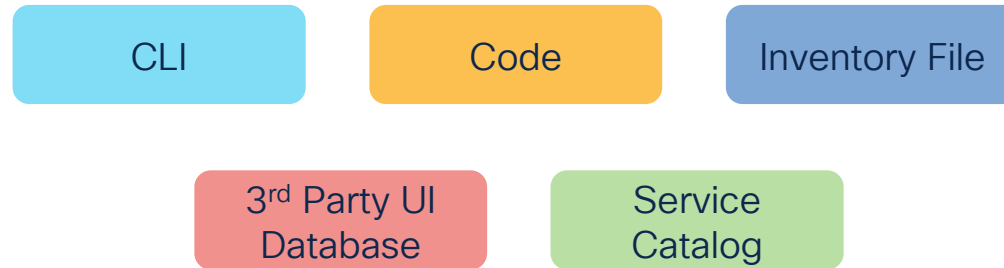 CLI
Code
Inventory File
3rd Party UI
Database
Service
Catalog